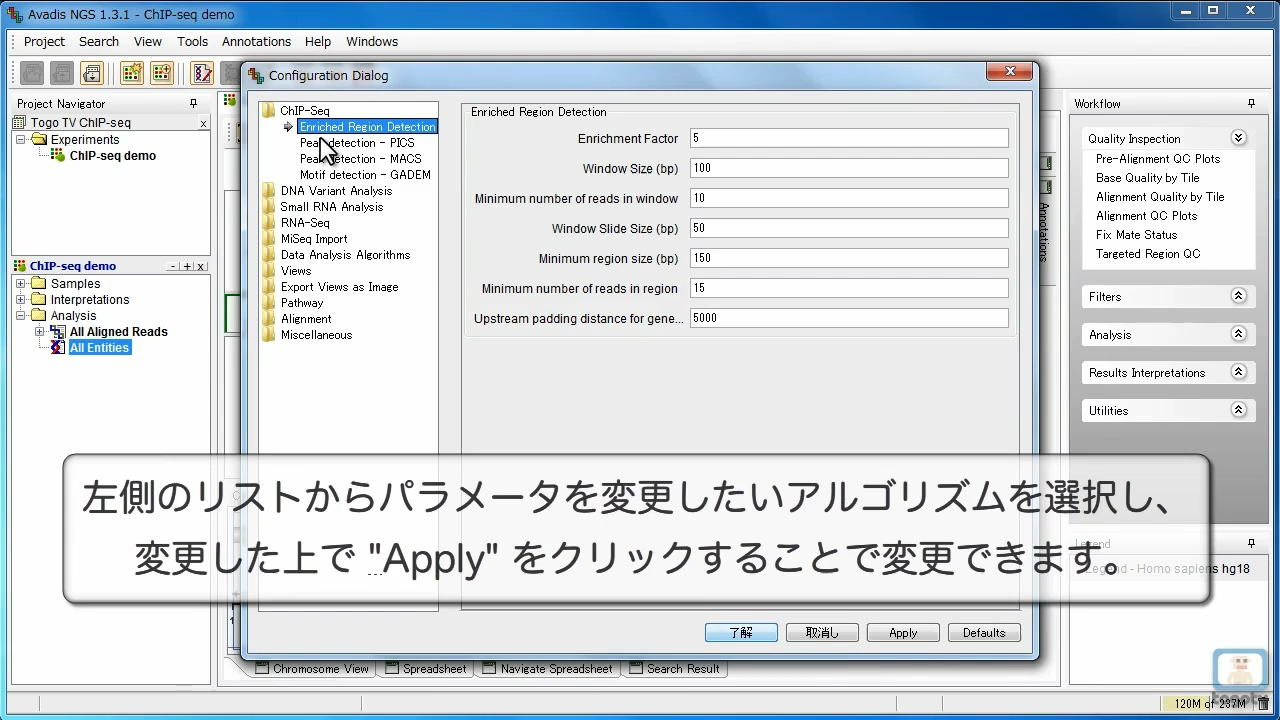 Avadis NGS 1.3.1 - ChIP-seq demo
Project Search View Tools Annotations Help Windows
Configuration Dialog
Project Navigator
Togo TV ChIP-seq
Experiments
ChIP-seq demo
ChIP-seq demo
Samples
Interpretations
Analysis
All Aligned Reads
All Entities
ChIP-Seq
Enriched Region Detection
Peak detection - PICS
Peak detection - MACS
Motif detection - GADEM
DNA Variant Analysis
Small RNA Analysis
RNA-Seq
MiSeq Import
Data Analysis Algorithms
Views
Export Views as Image
Pathway
Alignment
Miscellaneous
Enriched Region Detection
Enrichment Factor 5
Window Size (bp) 100
Minimum number of reads in window 10
Window Slide Size (bp) 50
Minimum region size (bp) 150
Minimum number of reads in region 15
Upstream padding distance for gene... 5000
Annotations
Workflow
Quality Inspection
Pre-Alignment QC Plots
Base Quality by Tile
Alignment Quality by Tile
Alignment QC Plots
Fix Mate Status
Targeted Region QC
Filters
Analysis
Results Interpretations
Utilities
Legend
Legend - Homo sapiens hg18
左側のリストからパラメータを変更したいアルゴリズムを選択し、
変更した上で "Apply" をクリックすることで変更できます。
了解 取消し Apply Defaults
Chromosome View Spreadsheet Navigate Spreadsheet Search Result
120M of 237M
togotv